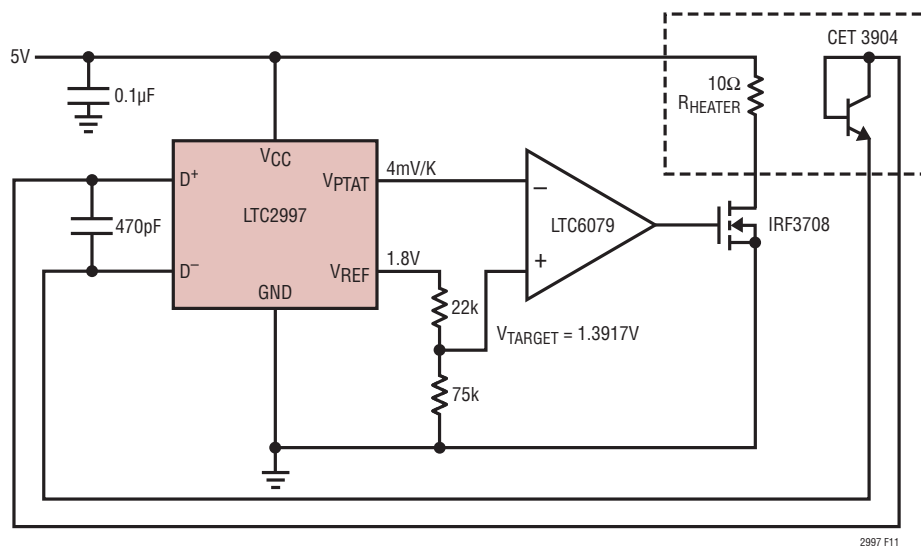 5V
0.1µF
10Ω
RHEATER
CET 3904
VCC
D+
VPTAT
4mV/K
LTC2997
470pF
D−
VREF
1.8V
GND
22k
VTARGET = 1.3917V
75k
−
LTC6079
+
IRF3708
2997 F11